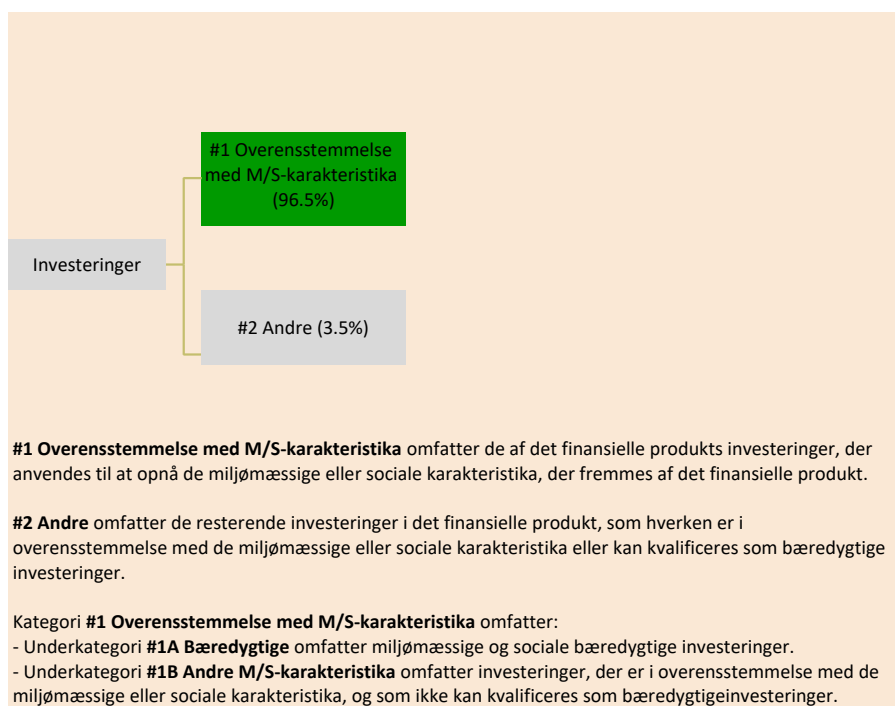 #1 Overensstemmelse
med M/S-karakteristika
(96.5%)
Investeringer
#2 Andre (3.5%)
#1 Overensstemmelse med M/S-karakteristika omfatter de af det finansielle produkts investeringer, der
anvendes til at opnå de miljømæssige eller sociale karakteristika, der fremmes af det finansielle produkt.
#2 Andre omfatter de resterende investeringer i det finansielle produkt, som hverken er i
overensstemmelse med de miljømæssige eller sociale karakteristika eller kan kvalificeres som bæredygtige
investeringer.
Kategori #1 Overensstemmelse med M/S-karakteristika omfatter:
- Underkategori #1A Bæredygtige omfatter miljømæssige og sociale bæredygtige investeringer.
- Underkategori #1B Andre M/S-karakteristika omfatter investeringer, der er i overensstemmelse med de
miljømæssige eller sociale karakteristika, og som ikke kan kvalificeres som bæredygtigeinvesteringer.